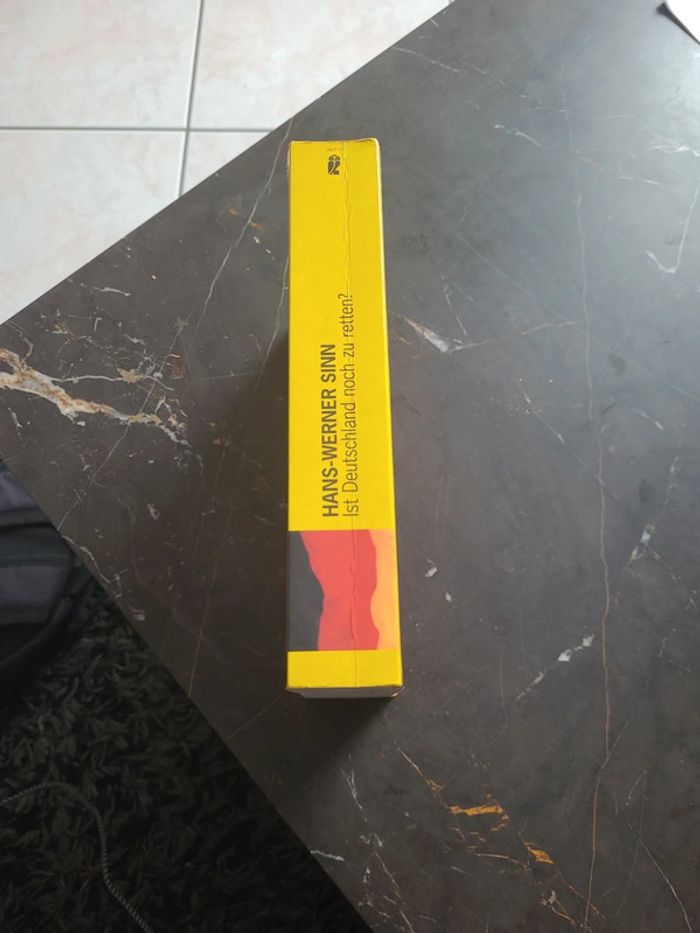 HANS-WERNER SINN
Ist Deutschland noch zu retten?